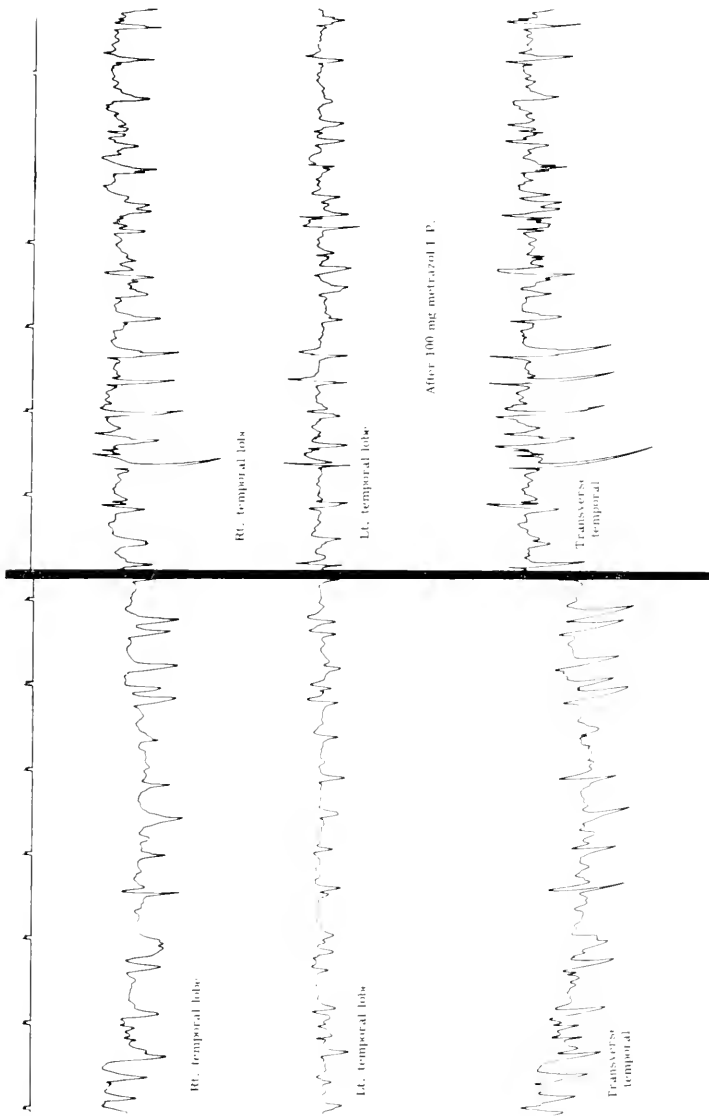 Rt. temporal lobe
Lt. temporal lobe
Transverse
temporal
Rt. temporal lobe
Lt. temporal lobe
After 100 mg metrazol I P.
Transverse
temporal